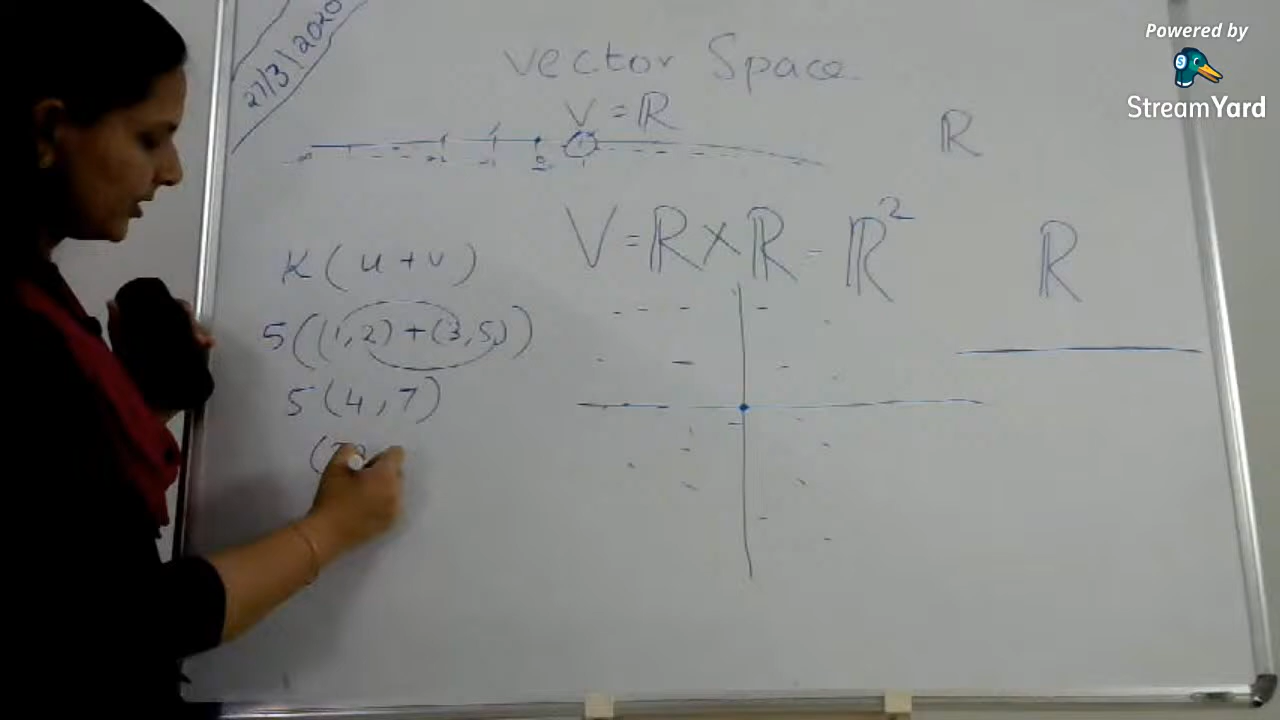 27/3/2020
Vector Space
V = ℝ
ℝ
V = ℝ × ℝ = ℝ²
ℝ
K ( u + v )
5((1,2)+(3,5))
5(4,7)
(
Powered by
StreamYard